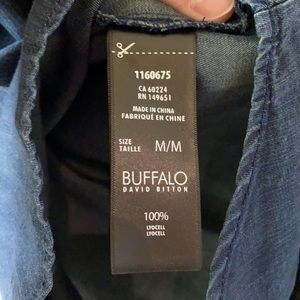 1160675
CA 60224
RN 149651
MADE IN CHINA
FABRIQUÉ EN CHINE
SIZE
TAILLE M/M
BUFFALO
DAVID BITTON
100%
LYOCELL
LYOCELL